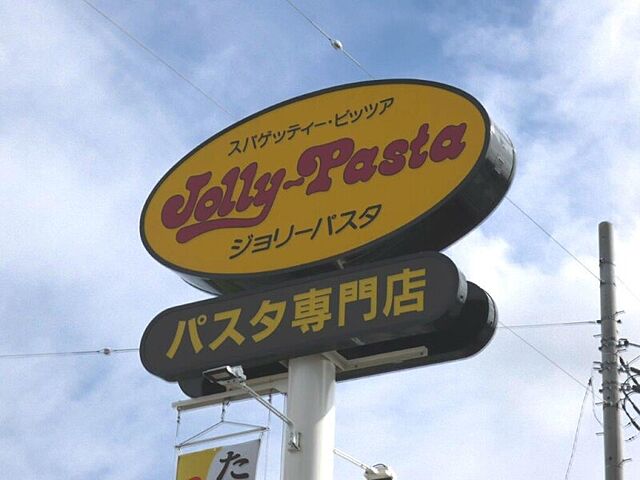 スパゲッティー・ピッツア
Jolly-Pasta
ジョリーパスタ
パスタ専門店
た